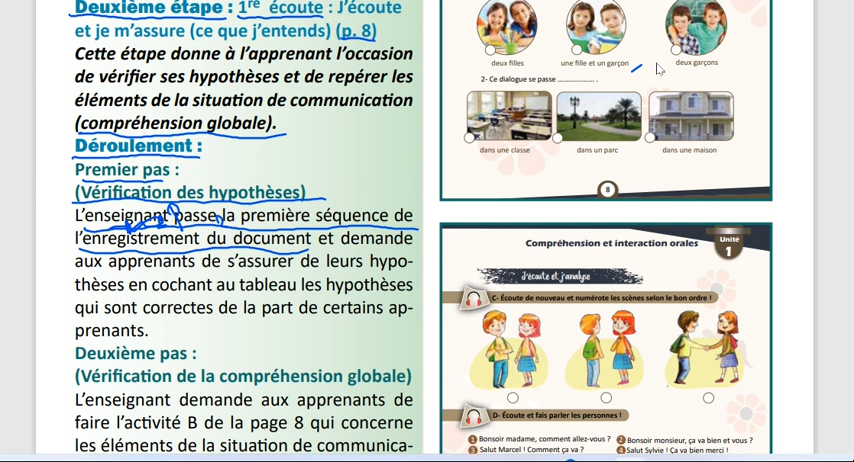 Deuxième étape : 1re écoute : J'écoute
et je m'assure (ce que j'entends) (p. 8)
Cette étape donne à l'apprenant l'occasion
de vérifier ses hypothèses et de repérer les
éléments de la situation de communication
(compréhension globale).
Déroulement :
Premier pas :
(Vérification des hypothèses)
L'enseignant passe la première séquence de
l'enregistrement du document et demande
aux apprenants de s'assurer de leurs hypo-
thèses en cochant au tableau les hypothèses
qui sont correctes de la part de certains ap-
prenants.
Deuxième pas :
(Vérification de la compréhension globale)
L'enseignant demande aux apprenants de
faire l'activité B de la page 8 qui concerne
les éléments de la situation de communica-
deux filles
une fille et un garçon
deux garçons
2- Ce dialogue se passe .................. .
dans une classe
dans un parc
dans une maison
8
Compréhension et interaction orales
Unité
1
J'écoute et j'analyse
C- Écoute de nouveau et numérote les scènes selon le bon ordre !
D- Écoute et fais parler les personnes !
1 Bonsoir madame, comment allez-vous ?
2 Bonsoir monsieur, ça va bien et vous ?
3 Salut Marcel ! Comment ça va ?
4 Salut Sylvie ! Ça va bien merci !